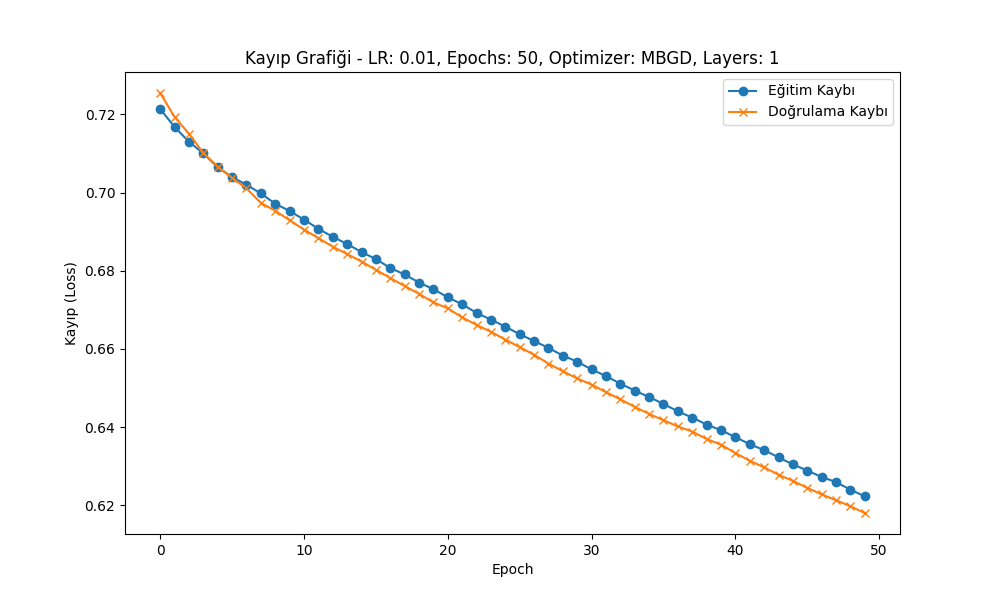 Kayıp Grafiği - LR: 0.01, Epochs: 50, Optimizer: MBGD, Layers: 1
Eğitim Kaybı
Doğrulama Kaybı
Kayıp (Loss)
0.72
0.70
0.68
0.66
0.64
0.62
0 10 20 30 40 50
Epoch